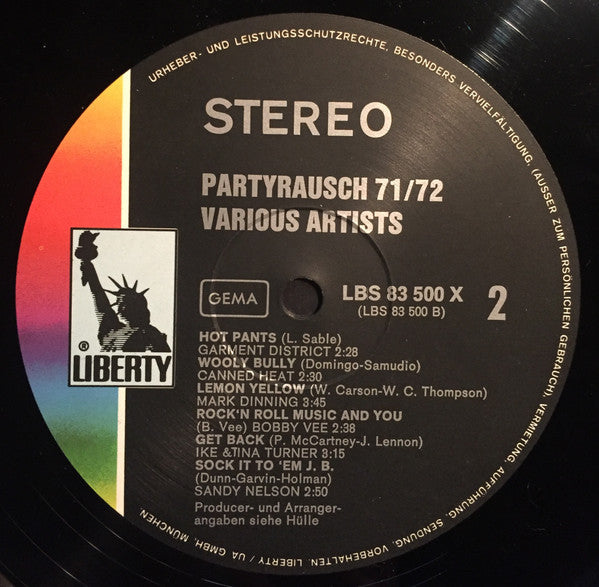 URHEBER- UND LEISTUNGSSCHUTZRECHTE, BESONDERS VERVIELFÄLTIGUNG, (AUSSER ZUM PERSÖNLICHEN GEBRAUCH), VERMIETUNG, AUFFÜHRUNG, SENDUNG, VORBEHALTEN. LIBERTY / UA GMBH, MÜNCHEN
STEREO
PARTYRAUSCH 71/72
VARIOUS ARTISTS
GEMA
LBS 83 500 X
(LBS 83 500 B)
2
® LIBERTY
HOT PANTS (L. Sable)
GARMENT DISTRICT 2:28
WOOLY BULLY (Domingo-Samudio)
CANNED HEAT 2:30
LEMON YELLOW (W. Carson-W. C. Thompson)
MARK DINNING 3:45
ROCK'N ROLL MUSIC AND YOU
(B. Vee) BOBBY VEE 2:38
GET BACK (P. McCartney-J. Lennon)
IKE &TINA TURNER 3:15
SOCK IT TO 'EM J. B.
(Dunn-Garvin-Holman)
SANDY NELSON 2:50
Producer- und Arranger-
angaben siehe Hülle